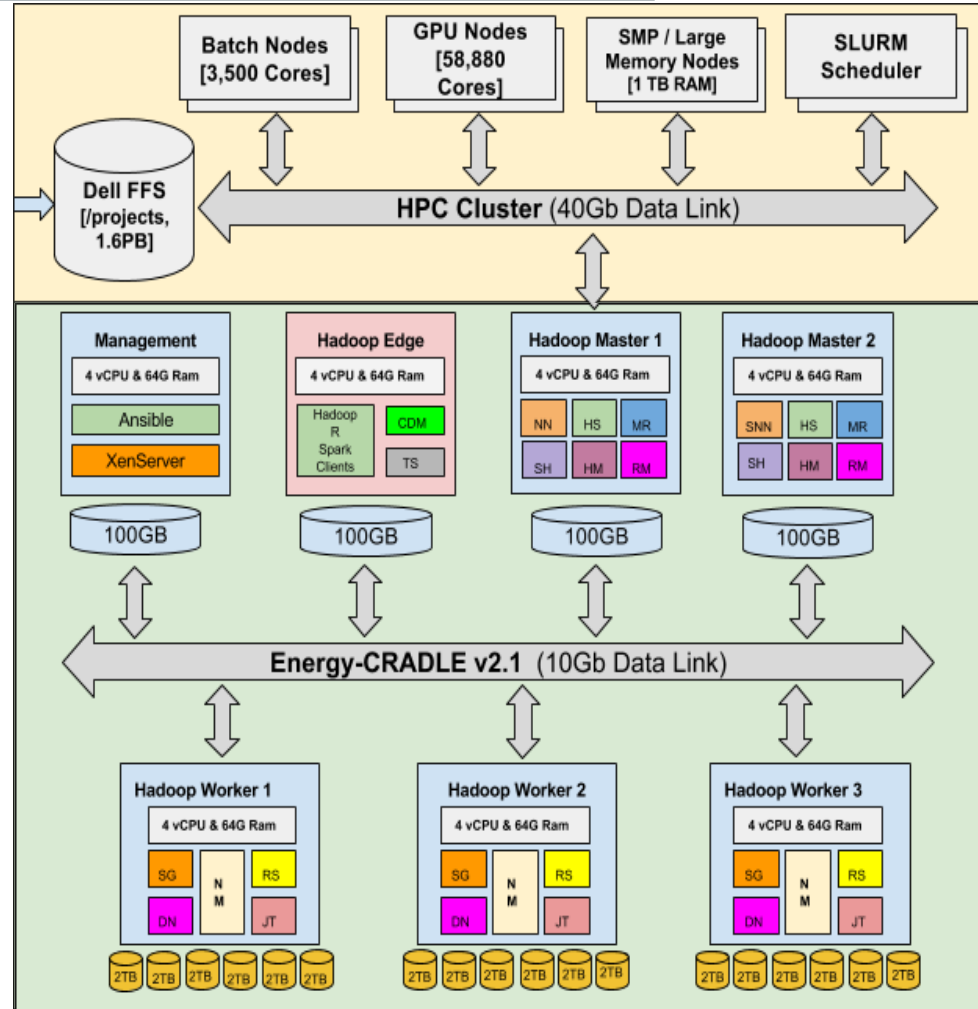 Batch Nodes
[3,500 Cores]
GPU Nodes
[58,880
Cores]
SMP / Large
Memory Nodes
[1 TB RAM]
SLURM
Scheduler
Dell FFS
[/projects,
1.6PB]
HPC Cluster (40Gb Data Link)
Management
4 vCPU & 64G Ram
Ansible
XenServer
100GB
Hadoop Edge
4 vCPU & 64G Ram
Hadoop
R
Spark
Clients
CDM
TS
100GB
Hadoop Master 1
4 vCPU & 64G Ram
NN HS MR
SH HM RM
100GB
Hadoop Master 2
4 vCPU & 64G Ram
SNN HS MR
SH HM RM
100GB
Energy-CRADLE v2.1 (10Gb Data Link)
Hadoop Worker 1
4 vCPU & 64G Ram
SG
N
M
RS
DN
JT
2TB 2TB 2TB 2TB 2TB 2TB
Hadoop Worker 2
4 vCPU & 64G Ram
SG
N
M
RS
DN
JT
2TB 2TB 2TB 2TB 2TB 2TB
Hadoop Worker 3
4 vCPU & 64G Ram
SG
N
M
RS
DN
JT
2TB 2TB 2TB 2TB 2TB 2TB